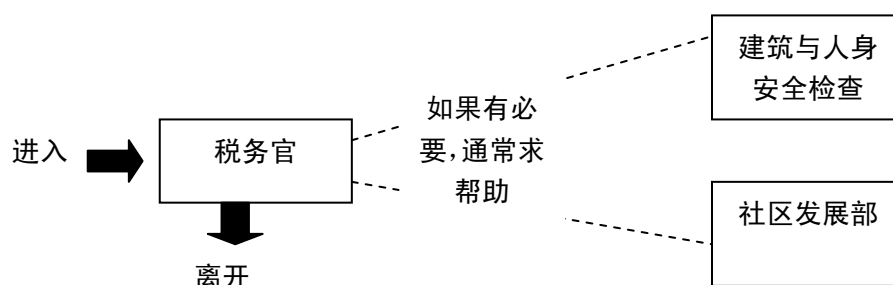 建筑与人身
安全检查
如果有必
要,通常求
帮助
进入
税务官
社区发展部
离开